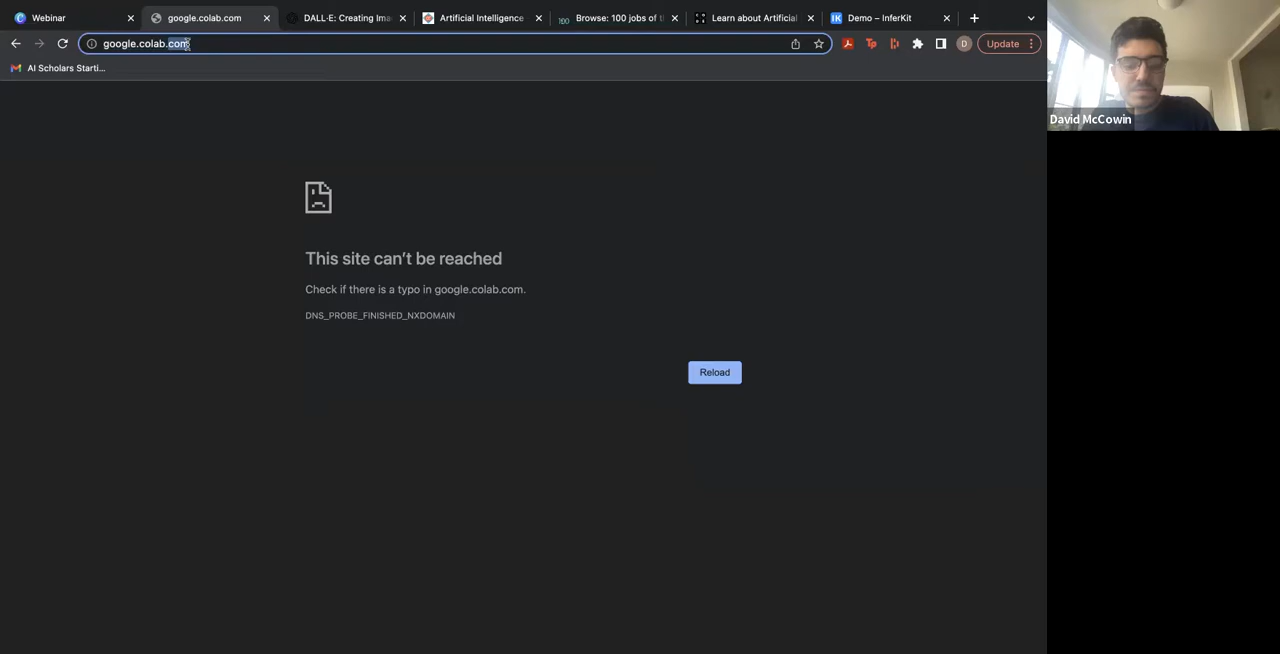 Webinar
google.colab.com
DALL·E: Creating Ima
Artificial Intelligence
Browse: 100 jobs of t
Learn about Artificial
Demo – InferKit
google.colab.com
Update
AI Scholars Starti...
David McCowin
This site can't be reached
Check if there is a typo in google.colab.com.
DNS_PROBE_FINISHED_NXDOMAIN
Reload